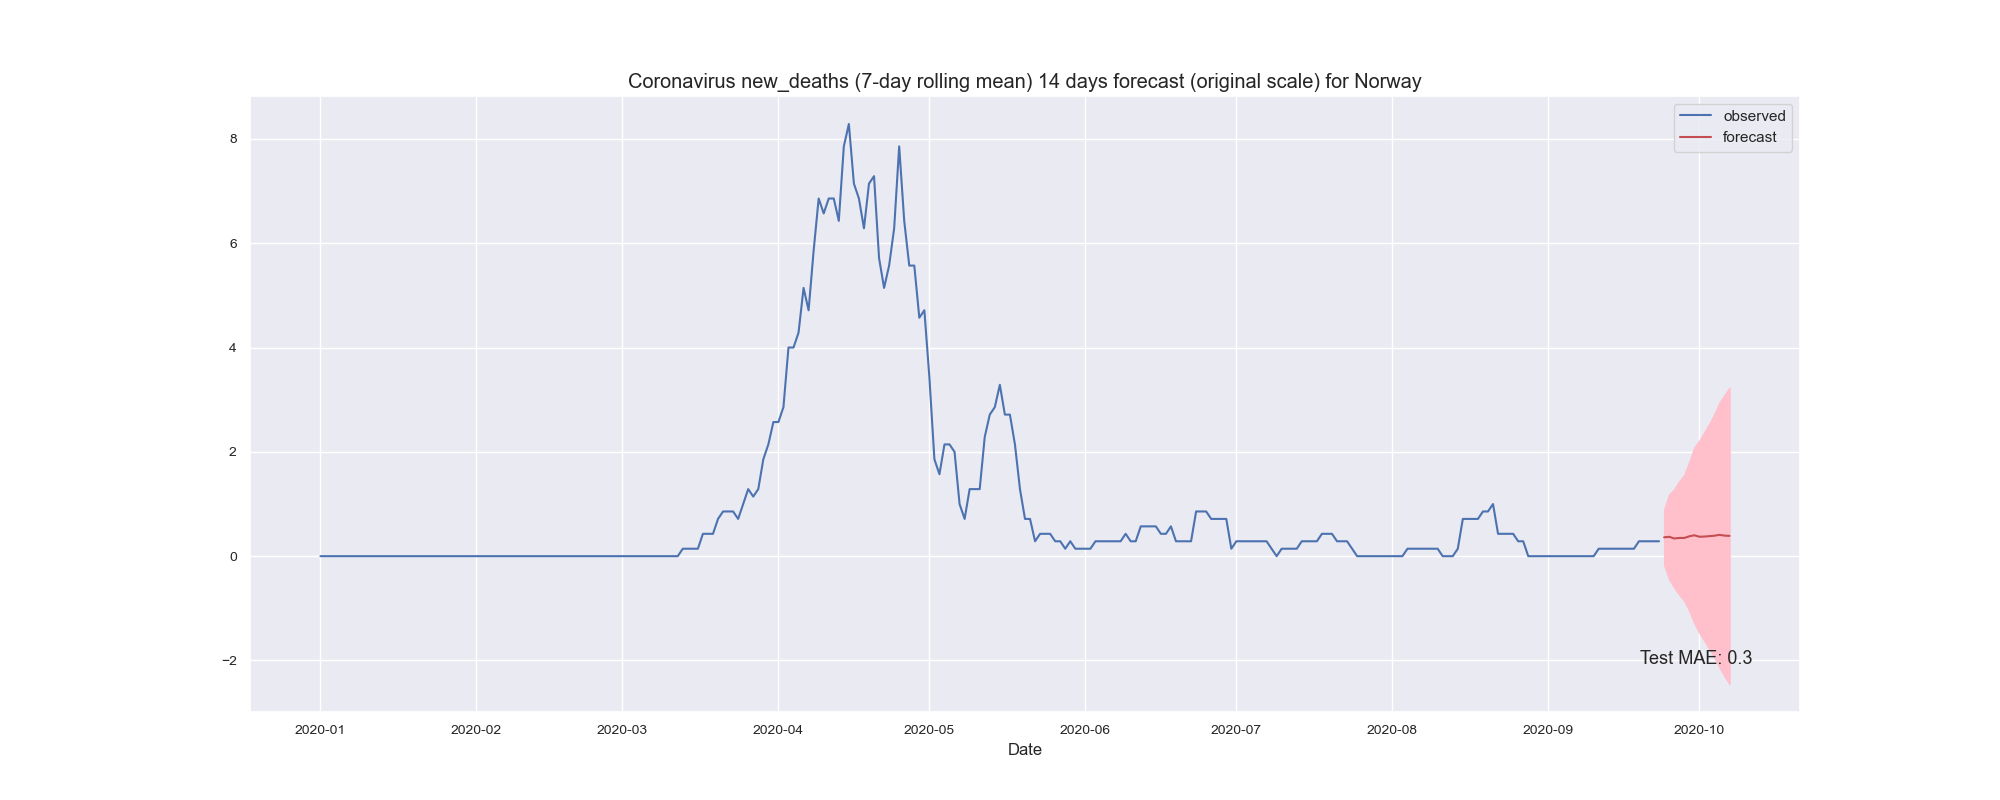 Coronavirus new_deaths (7-day rolling mean) 14 days forecast (original scale) for Norway
observed
forecast
8
6
4
2
0
−2
Test MAE: 0.3
2020-01 2020-02 2020-03 2020-04 2020-05 2020-06 2020-07 2020-08 2020-09 2020-10
Date